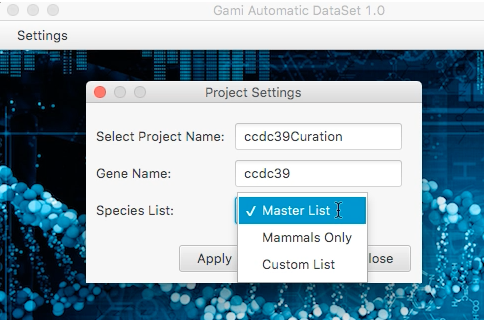 Gami Automatic DataSet 1.0
Settings
Project Settings
Select Project Name: ccdc39Curation
Gene Name: ccdc39
Species List: ✓ Master List
Mammals Only
Custom List
Apply